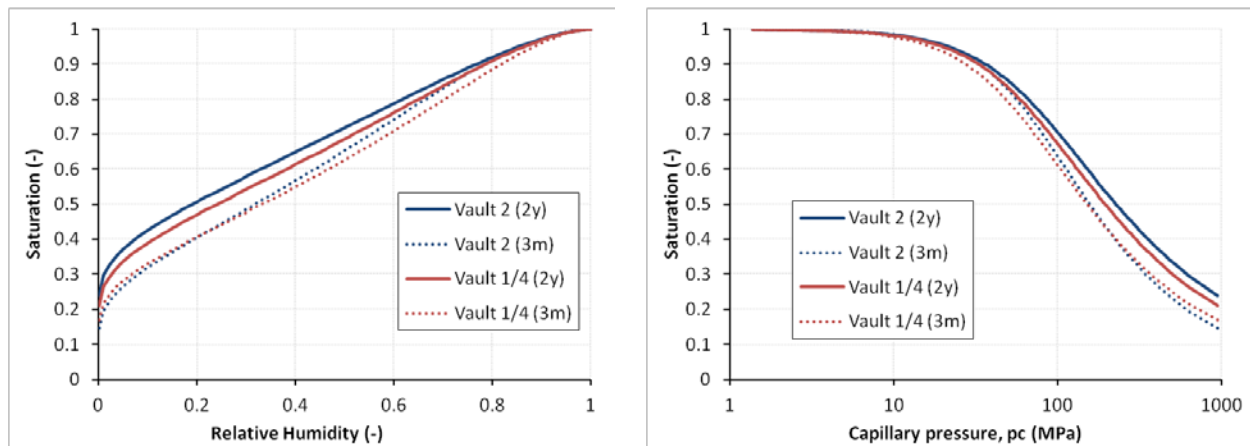 1
0.9
0.8
0.7
0.6
0.5
0.4
0.3
0.2
0.1
0
Saturation (-)
0 0.2 0.4 0.6 0.8 1
Relative Humidity (-)
Vault 2 (2y)
Vault 2 (3m)
Vault 1/4 (2y)
Vault 1/4 (3m)
1
0.9
0.8
0.7
0.6
0.5
0.4
0.3
0.2
0.1
0
Saturation (-)
1 10 100 1000
Capillary pressure, pc (MPa)
Vault 2 (2y)
Vault 2 (3m)
Vault 1/4 (2y)
Vault 1/4 (3m)